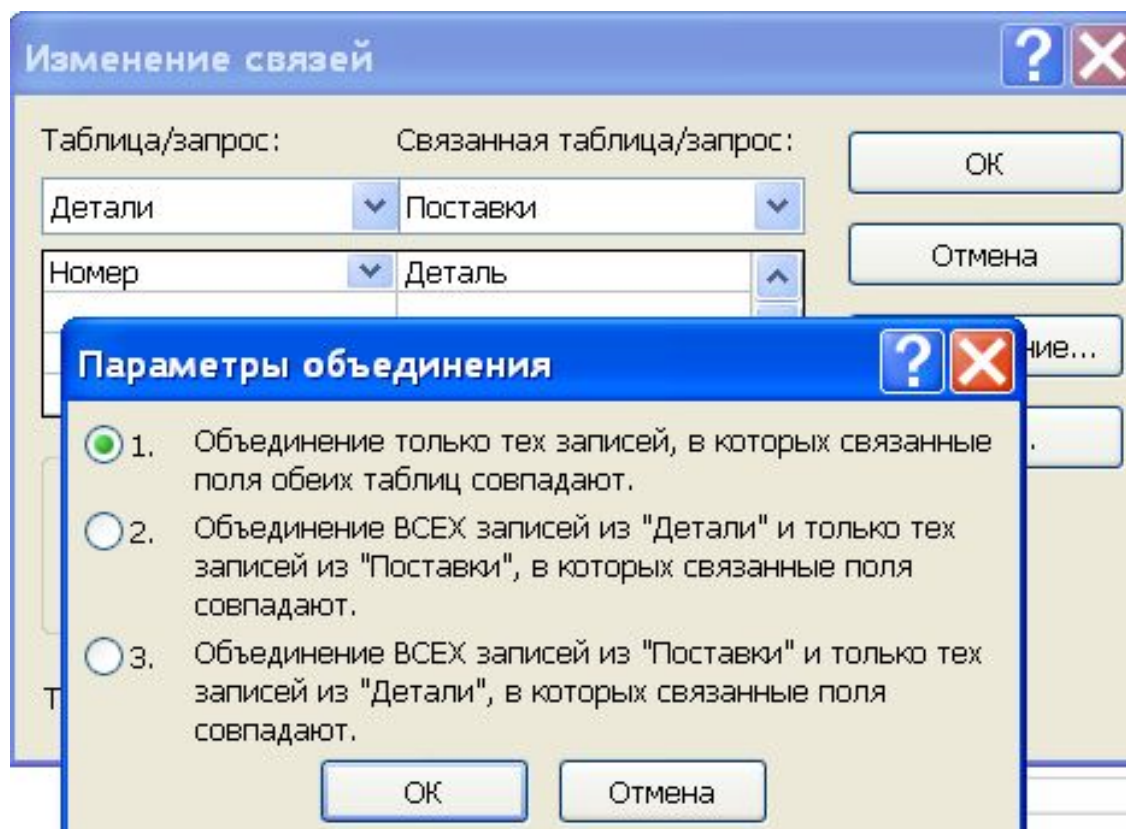 Изменение связей
Таблица/запрос: Связанная таблица/запрос:
ОК
Детали Поставки
Отмена
Номер Деталь
ние...
Параметры объединения
1. Объединение только тех записей, в которых связанные
поля обеих таблиц совпадают.
2. Объединение ВСЕХ записей из "Детали" и только тех
записей из "Поставки", в которых связанные поля
совпадают.
3. Объединение ВСЕХ записей из "Поставки" и только тех
записей из "Детали", в которых связанные поля
совпадают.
Т
ОК Отмена